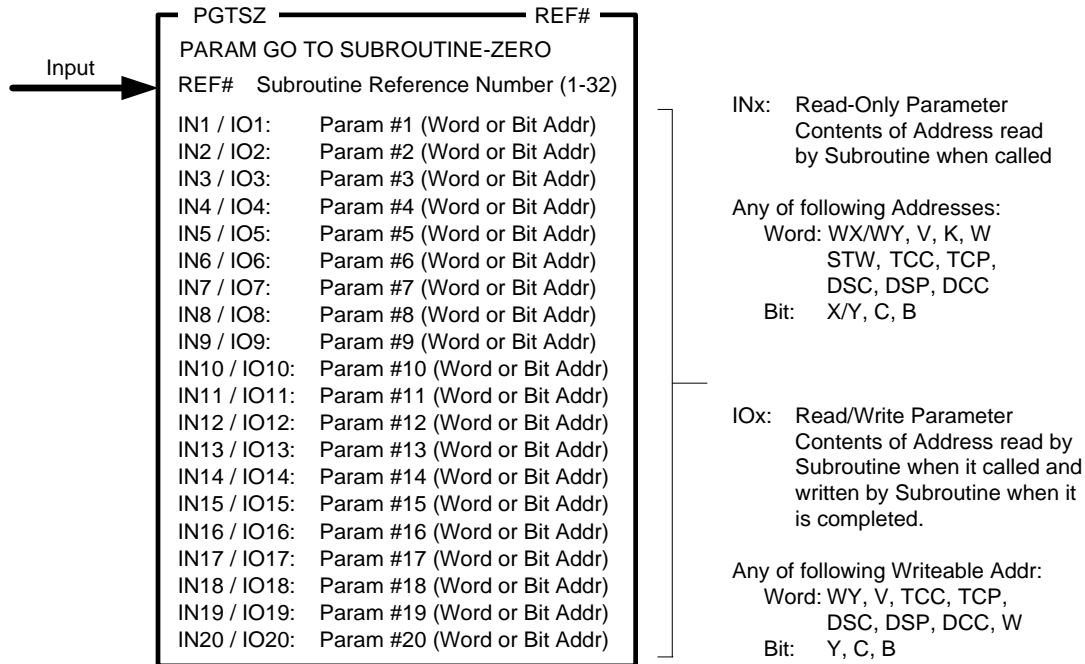 PGTSZ REF#
PARAM GO TO SUBROUTINE-ZERO
Input
REF# Subroutine Reference Number (1-32)
IN1 / IO1: Param #1 (Word or Bit Addr)
IN2 / IO2: Param #2 (Word or Bit Addr)
IN3 / IO3: Param #3 (Word or Bit Addr)
IN4 / IO4: Param #4 (Word or Bit Addr)
IN5 / IO5: Param #5 (Word or Bit Addr)
IN6 / IO6: Param #6 (Word or Bit Addr)
IN7 / IO7: Param #7 (Word or Bit Addr)
IN8 / IO8: Param #8 (Word or Bit Addr)
IN9 / IO9: Param #9 (Word or Bit Addr)
IN10 / IO10: Param #10 (Word or Bit Addr)
IN11 / IO11: Param #11 (Word or Bit Addr)
IN12 / IO12: Param #12 (Word or Bit Addr)
IN13 / IO13: Param #13 (Word or Bit Addr)
IN14 / IO14: Param #14 (Word or Bit Addr)
IN15 / IO15: Param #15 (Word or Bit Addr)
IN16 / IO16: Param #16 (Word or Bit Addr)
IN17 / IO17: Param #17 (Word or Bit Addr)
IN18 / IO18: Param #18 (Word or Bit Addr)
IN19 / IO19: Param #19 (Word or Bit Addr)
IN20 / IO20: Param #20 (Word or Bit Addr)
INx: Read-Only Parameter
Contents of Address read
by Subroutine when called
Any of following Addresses:
Word: WX/WY, V, K, W
STW, TCC, TCP,
DSC, DSP, DCC
Bit: X/Y, C, B
IOx: Read/Write Parameter
Contents of Address read by
Subroutine when it called and
written by Subroutine when it
is completed.
Any of following Writeable Addr:
Word: WY, V, TCC, TCP,
DSC, DSP, DCC, W
Bit: Y, C, B